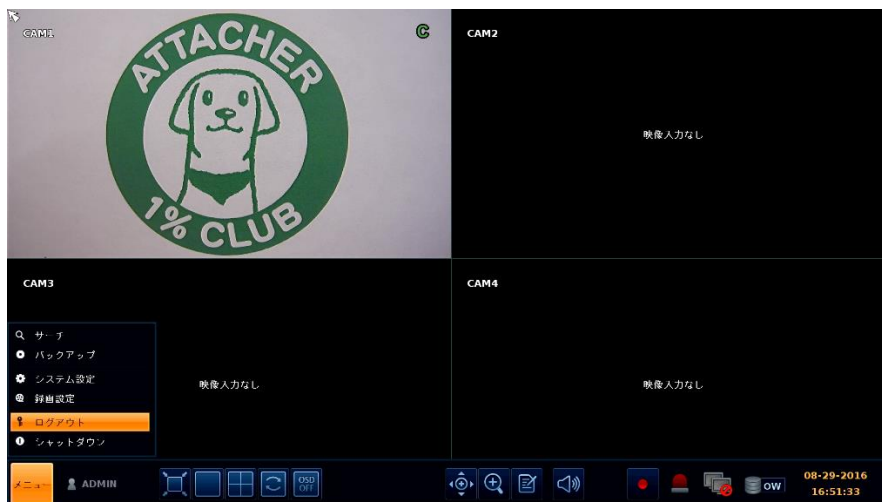 CAM1
C
ATTACHER
1% CLUB
CAM2
映像入力なし
CAM3
映像入力なし
CAM4
映像入力なし
サーチ
バックアップ
システム設定
録画設定
ログアウト
シャットダウン
メニュー
ADMIN
OSD
OFF
OW
08-29-2016
16:51:33